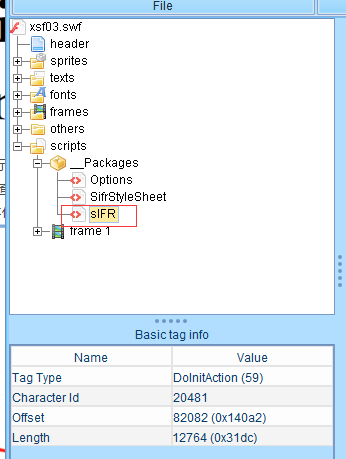 File
xsf03.swf
header
sprites
texts
fonts
frames
others
scripts
__Packages
Options
SifrStyleSheet
sIFR
frame 1
Basic tag info
Name Value
Tag Type DoInitAction (59)
Character Id 20481
Offset 82082 (0x140a2)
Length 12764 (0x31dc)